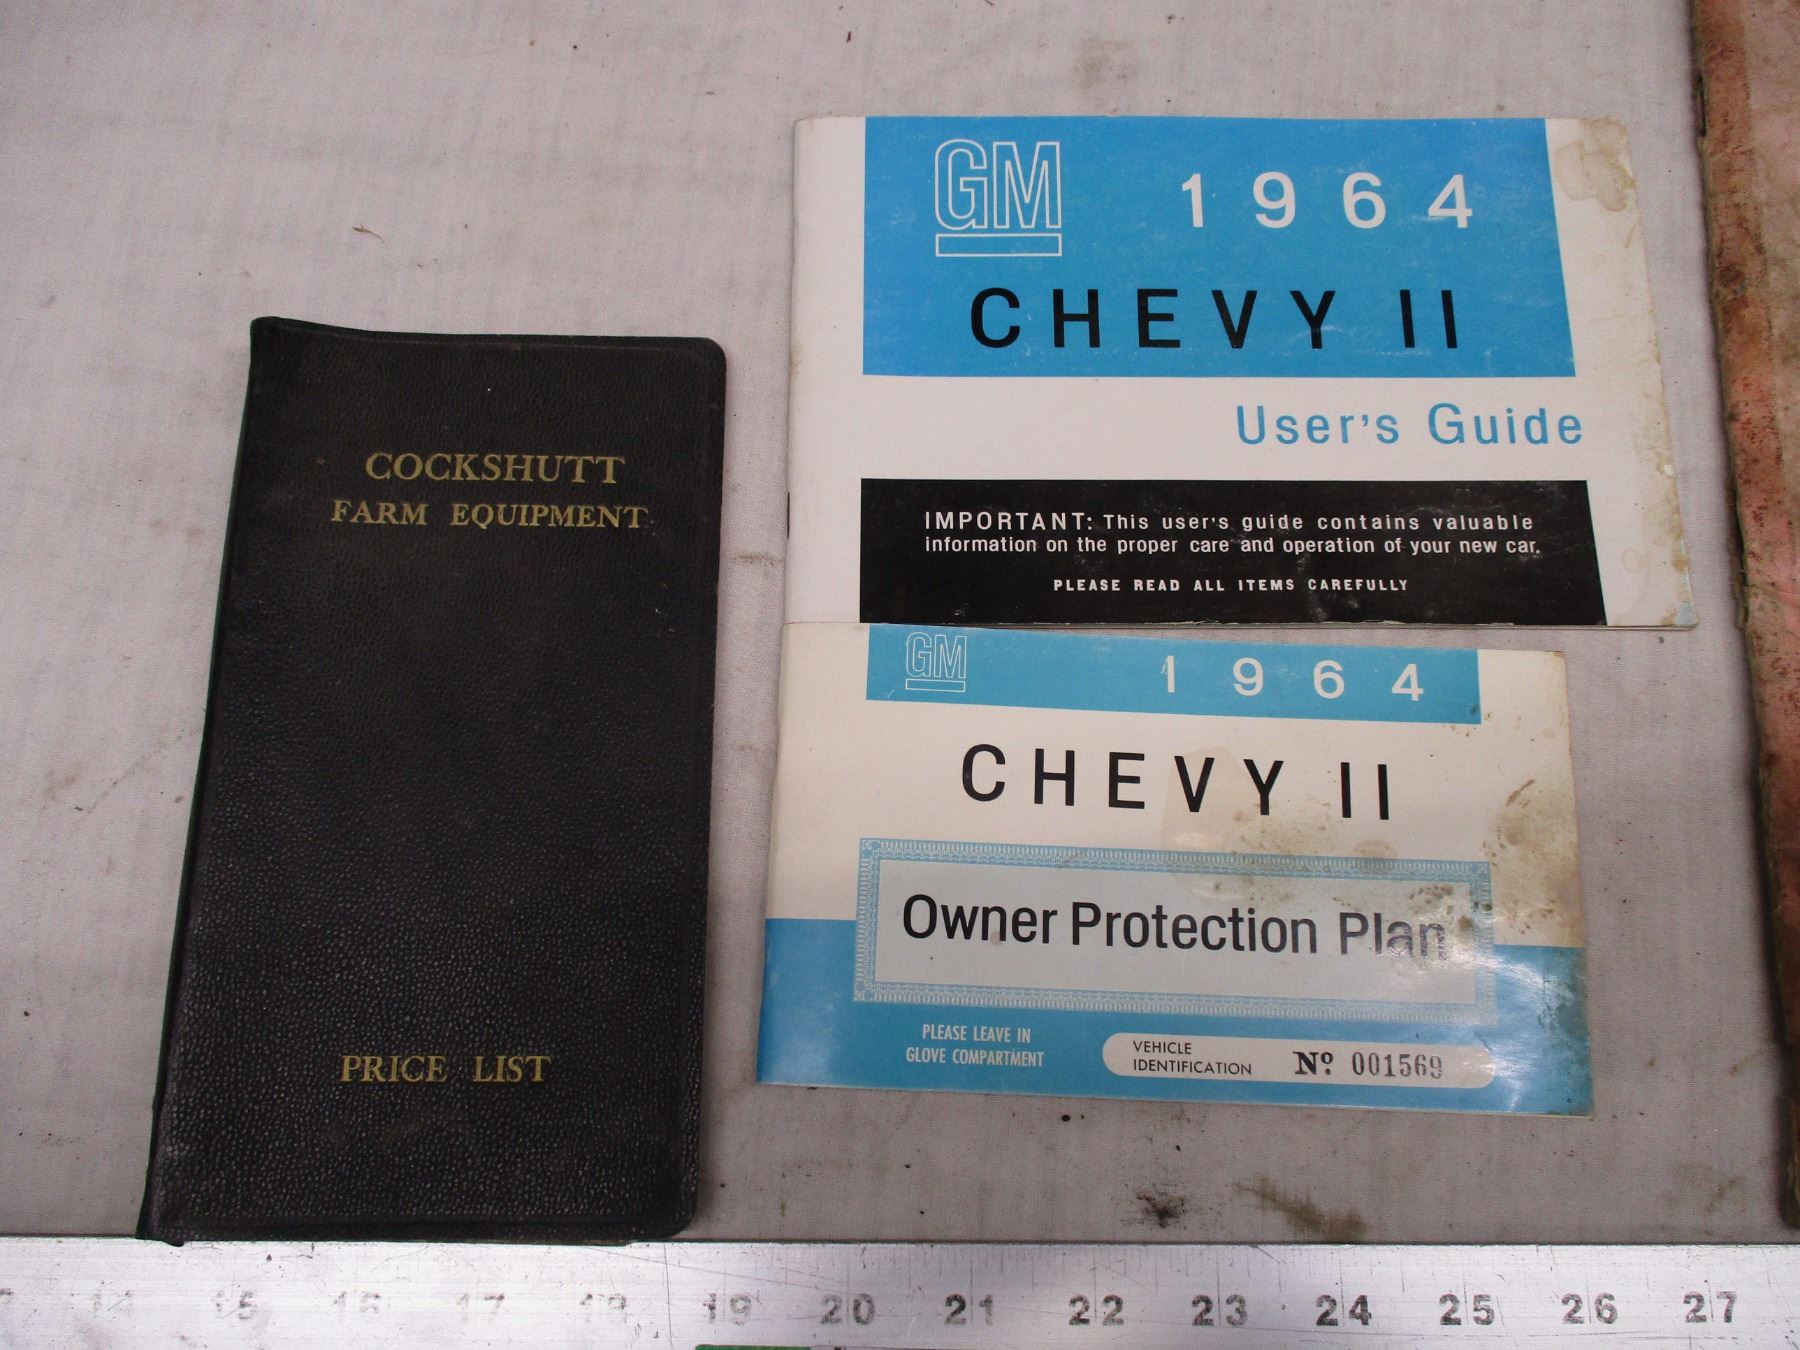 COCKSHUTT
FARM EQUIPMENT
PRICE LIST
GM 1964
CHEVY II
User's Guide
IMPORTANT: This user's guide contains valuable
information on the proper care and operation of your new car.
PLEASE READ ALL ITEMS CAREFULLY
GM 1964
CHEVY II
Owner Protection Plan
PLEASE LEAVE IN
GLOVE COMPARTMENT
VEHICLE
IDENTIFICATION
Nº 001569
14 15 16 17 18 19 20 21 22 23 24 25 26 27